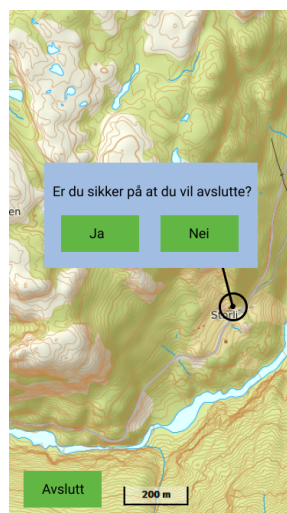 Er du sikker på at du vil avslutte?
Ja Nei
en
Storli
Avslutt
200 m